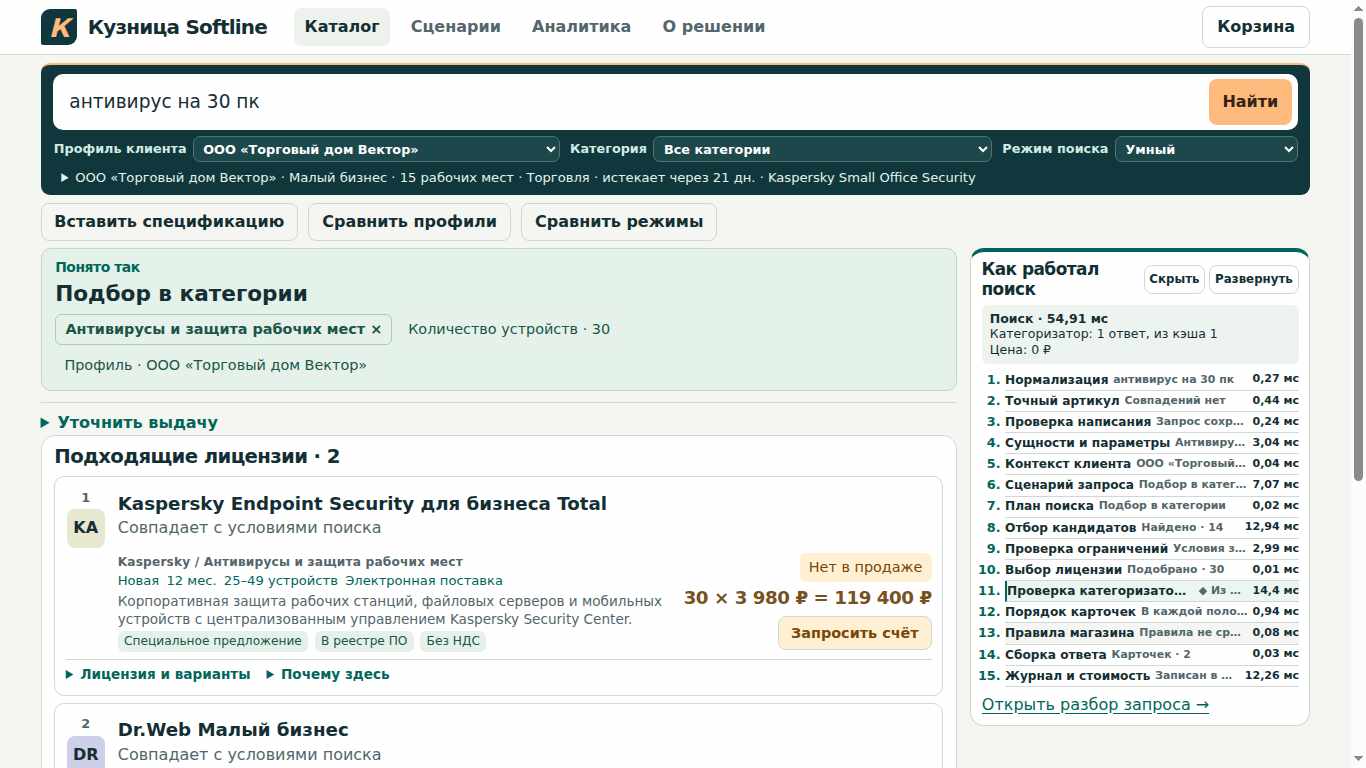 К Кузница Softline Каталог Сценарии Аналитика О решении Корзина
антивирус на 30 пк Найти
Профиль клиента ООО «Торговый дом Вектор» Категория Все категории Режим поиска Умный
▶ ООО «Торговый дом Вектор» · Малый бизнес · 15 рабочих мест · Торговля · истекает через 21 дн. · Kaspersky Small Office Security
Вставить спецификацию Сравнить профили Сравнить режимы
Понято так
Подбор в категории
Антивирусы и защита рабочих мест × Количество устройств · 30
Профиль · ООО «Торговый дом Вектор»
▶ Уточнить выдачу
Подходящие лицензии · 2
1
KA
Kaspersky Endpoint Security для бизнеса Total
Совпадает с условиями поиска
Kaspersky / Антивирусы и защита рабочих мест
Новая 12 мес. 25–49 устройств Электронная поставка
Корпоративная защита рабочих станций, файловых серверов и мобильных
устройств с централизованным управлением Kaspersky Security Center.
Специальное предложение В реестре ПО Без НДС
Нет в продаже
30 × 3 980 ₽ = 119 400 ₽
Запросить счёт
▶ Лицензия и варианты ▶ Почему здесь
2
DR
Dr.Web Малый бизнес
Совпадает с условиями поиска
Как работал
поиск
Скрыть Развернуть
Поиск · 54,91 мс
Категоризатор: 1 ответ, из кэша 1
Цена: 0 ₽
1. Нормализация антивирус на 30 пк 0,27 мс
2. Точный артикул Совпадений нет 0,44 мс
3. Проверка написания Запрос сохр... 0,24 мс
4. Сущности и параметры Антивиру... 3,04 мс
5. Контекст клиента ООО «Торговый... 0,04 мс
6. Сценарий запроса Подбор в катег... 7,07 мс
7. План поиска Подбор в категории 0,02 мс
8. Отбор кандидатов Найдено · 14 12,94 мс
9. Проверка ограничений Условия з... 2,99 мс
10. Выбор лицензии Подобрано · 30 0,01 мс
11. Проверка категоризато... ◆ Из ... 14,4 мс
12. Порядок карточек В каждой поло... 0,94 мс
13. Правила магазина Правила не ср... 0,08 мс
14. Сборка ответа Карточек · 2 0,03 мс
15. Журнал и стоимость Записан в ... 12,26 мс
Открыть разбор запроса →